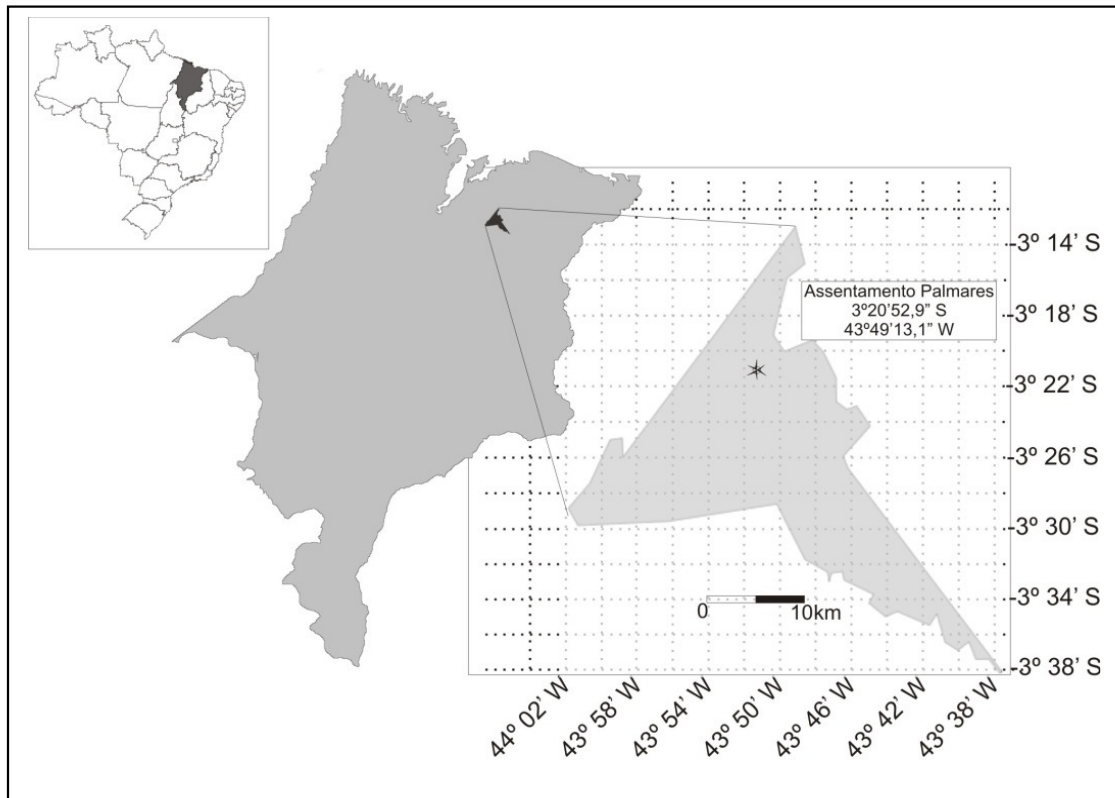 Assentamento Palmares
3º20’52,9” S
43º49’13,1” W
3º 14’ S
3º 18’ S
3º 22’ S
3º 26’ S
3º 30’ S
3º 34’ S
3º 38’ S
0 10km
44º 02’ W
43º 58’ W
43º 54’ W
43º 50’ W
43º 46’ W
43º 42’ W
43º 38’ W